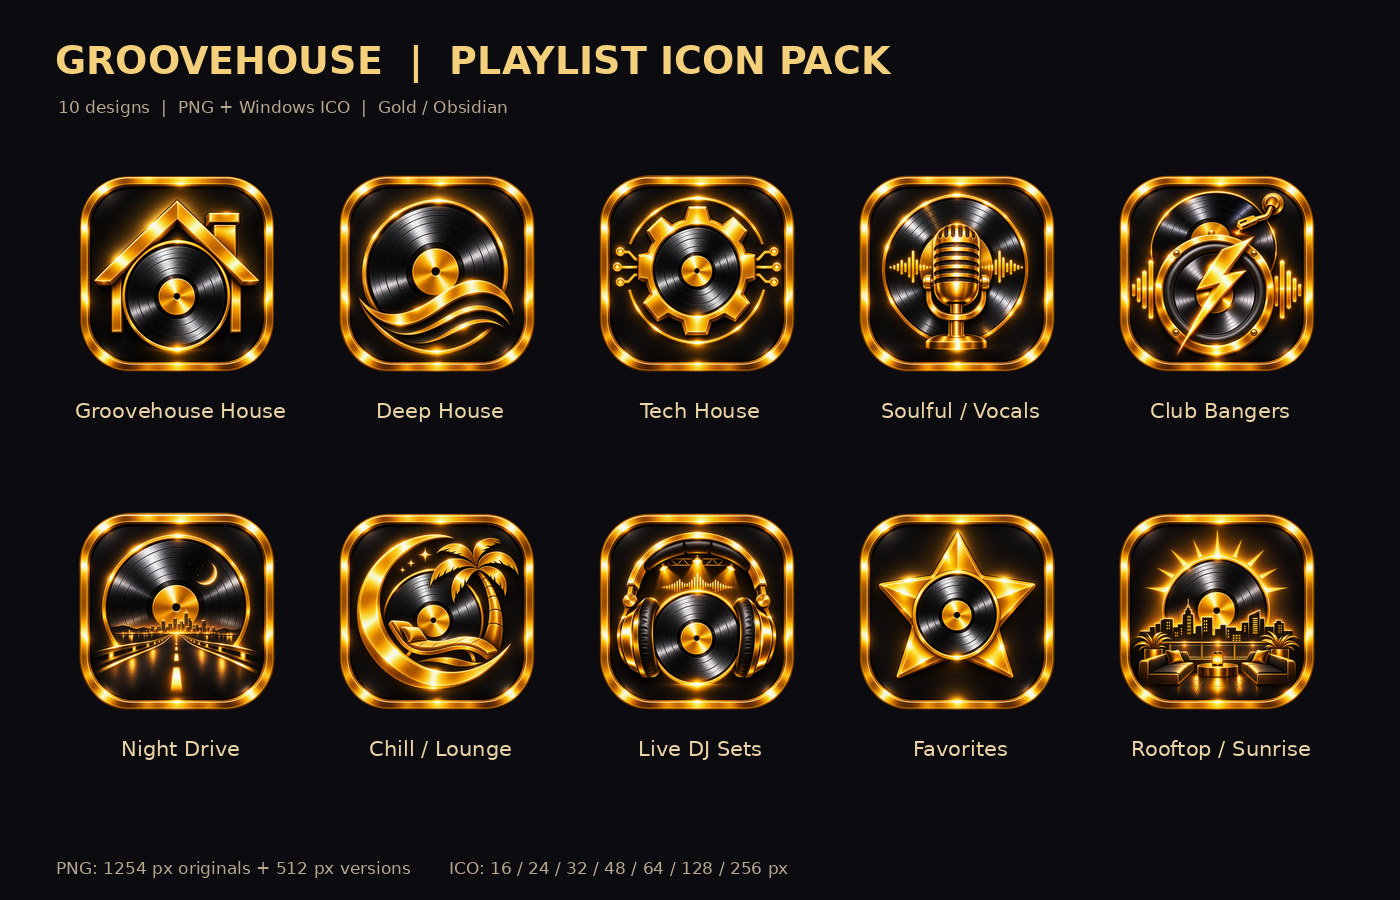 GROOVEHOUSE | PLAYLIST ICON PACK
10 designs | PNG + Windows ICO | Gold / Obsidian
Groovehouse House
Deep House
Tech House
Soulful / Vocals
Club Bangers
Night Drive
Chill / Lounge
Live DJ Sets
Favorites
Rooftop / Sunrise
PNG: 1254 px originals + 512 px versions
ICO: 16 / 24 / 32 / 48 / 64 / 128 / 256 px